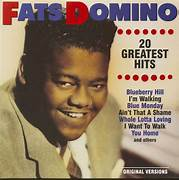 FATS DOMINO
20
GREATEST
HITS
Blueberry Hill
I'm Walking
Blue Monday
Ain't That A Shame
Whole Lotta Loving
I Want To Walk
You Home
and others
ORIGINAL VERSIONS